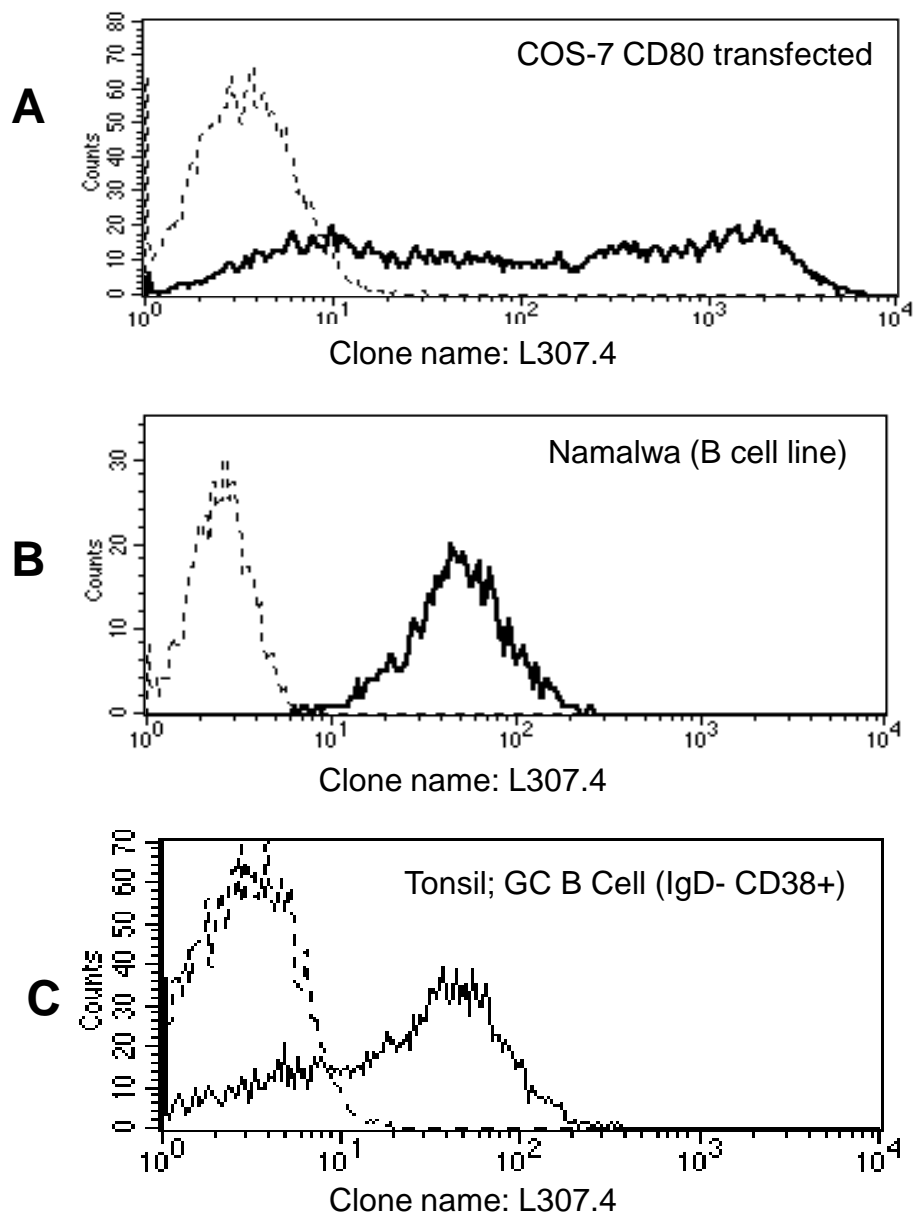 A
COS-7 CD80 transfected
Counts
80
70
60
50
40
30
20
10
0
10^0 10^1 10^2 10^3 10^4
Clone name: L307.4
B
Namalwa (B cell line)
Counts
30
20
10
0
10^0 10^1 10^2 10^3 10^4
Clone name: L307.4
C
Tonsil; GC B Cell (IgD- CD38+)
Counts
70
60
50
40
30
20
10
0
10^0 10^1 10^2 10^3 10^4
Clone name: L307.4